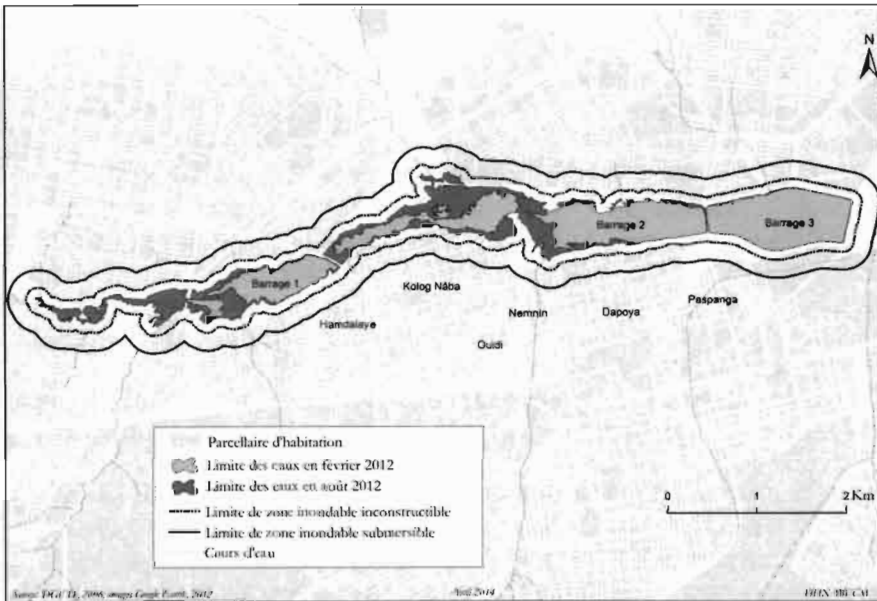 N
Barrage 1
Barrage 2
Barrage 3
Kolog Nâba
Hamdalaye
Nemnin
Dapoya
Paspanga
Ouidi
Parcellaire d'habitation
Limite des eaux en février 2012
Limite des eaux en août 2012
Limite de zone inondable inconstructible
Limite de zone inondable submersible
Cours d'eau
0 1 2 Km
2012
2014